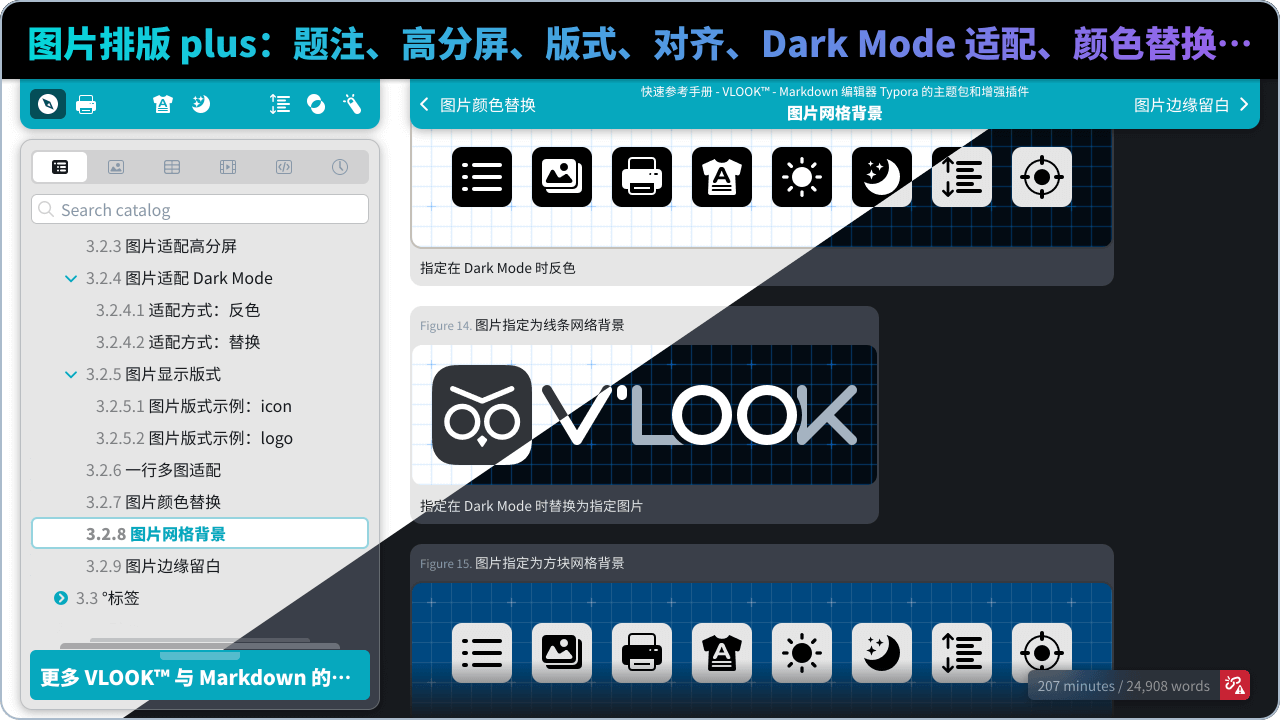 图片排版 plus：题注、高分屏、版式、对齐、Dark Mode 适配、颜色替换…
图片颜色替换
快速参考手册 - VLOOK™ - Markdown 编辑器 Typora 的主题包和增强插件
图片网格背景
图片边缘留白
Search catalog
3.2.3 图片适配高分屏
3.2.4 图片适配 Dark Mode
3.2.4.1 适配方式：反色
3.2.4.2 适配方式：替换
3.2.5 图片显示版式
3.2.5.1 图片版式示例：icon
3.2.5.2 图片版式示例：logo
3.2.6 一行多图适配
3.2.7 图片颜色替换
3.2.8 图片网格背景
3.2.9 图片边缘留白
3.3 °标签
更多 VLOOK™ 与 Markdown 的…
A
指定在 Dark Mode 时反色
Figure 14. 图片指定为线条网络背景
V'LOOK
指定在 Dark Mode 时替换为指定图片
Figure 15. 图片指定为方块网格背景
A
207 minutes / 24,908 words